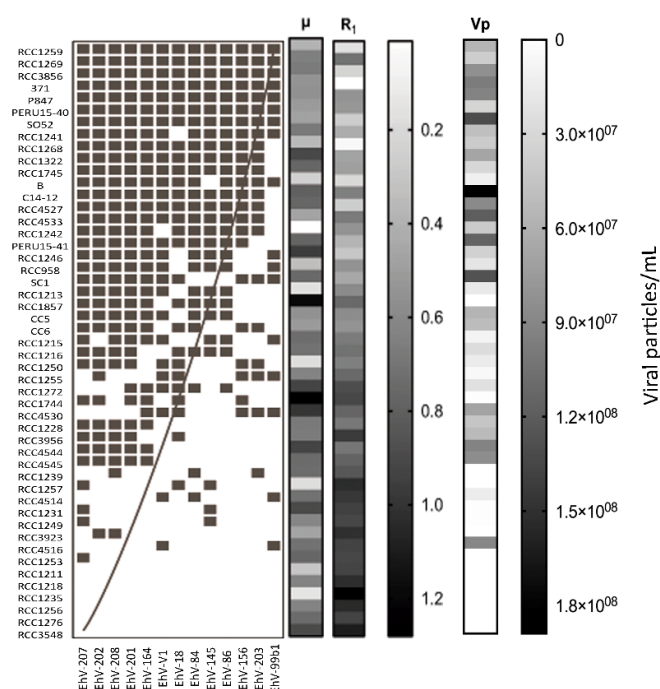 μ R1 Vp
RCC1259
RCC1269
RCC3856
371
P847
PERU15-40
SO52
RCC1241
RCC1268
RCC1322
RCC1745
B
C14-12
RCC4527
RCC4533
RCC1242
PERU15-41
RCC1246
RCC958
SC1
RCC1213
RCC1857
CC5
CC6
RCC1215
RCC1216
RCC1250
RCC1255
RCC1272
RCC1744
RCC4530
RCC1228
RCC3956
RCC4544
RCC4545
RCC1239
RCC1257
RCC4514
RCC1231
RCC1249
RCC3923
RCC4516
RCC1253
RCC1211
RCC1218
RCC1235
RCC1256
RCC1276
RCC3548
EhV-207
EhV-202
EhV-208
EhV-201
EhV-164
EhV-V1
EhV-18
EhV-84
EhV-145
EhV-86
EhV-156
EhV-203
EhV-99b1
0.2
0.4
0.6
0.8
1.0
1.2
0
3.0×10⁰⁷
6.0×10⁰⁷
9.0×10⁰⁷
1.2×10⁰⁸
1.5×10⁰⁸
1.8×10⁰⁸
Viral particles/mL